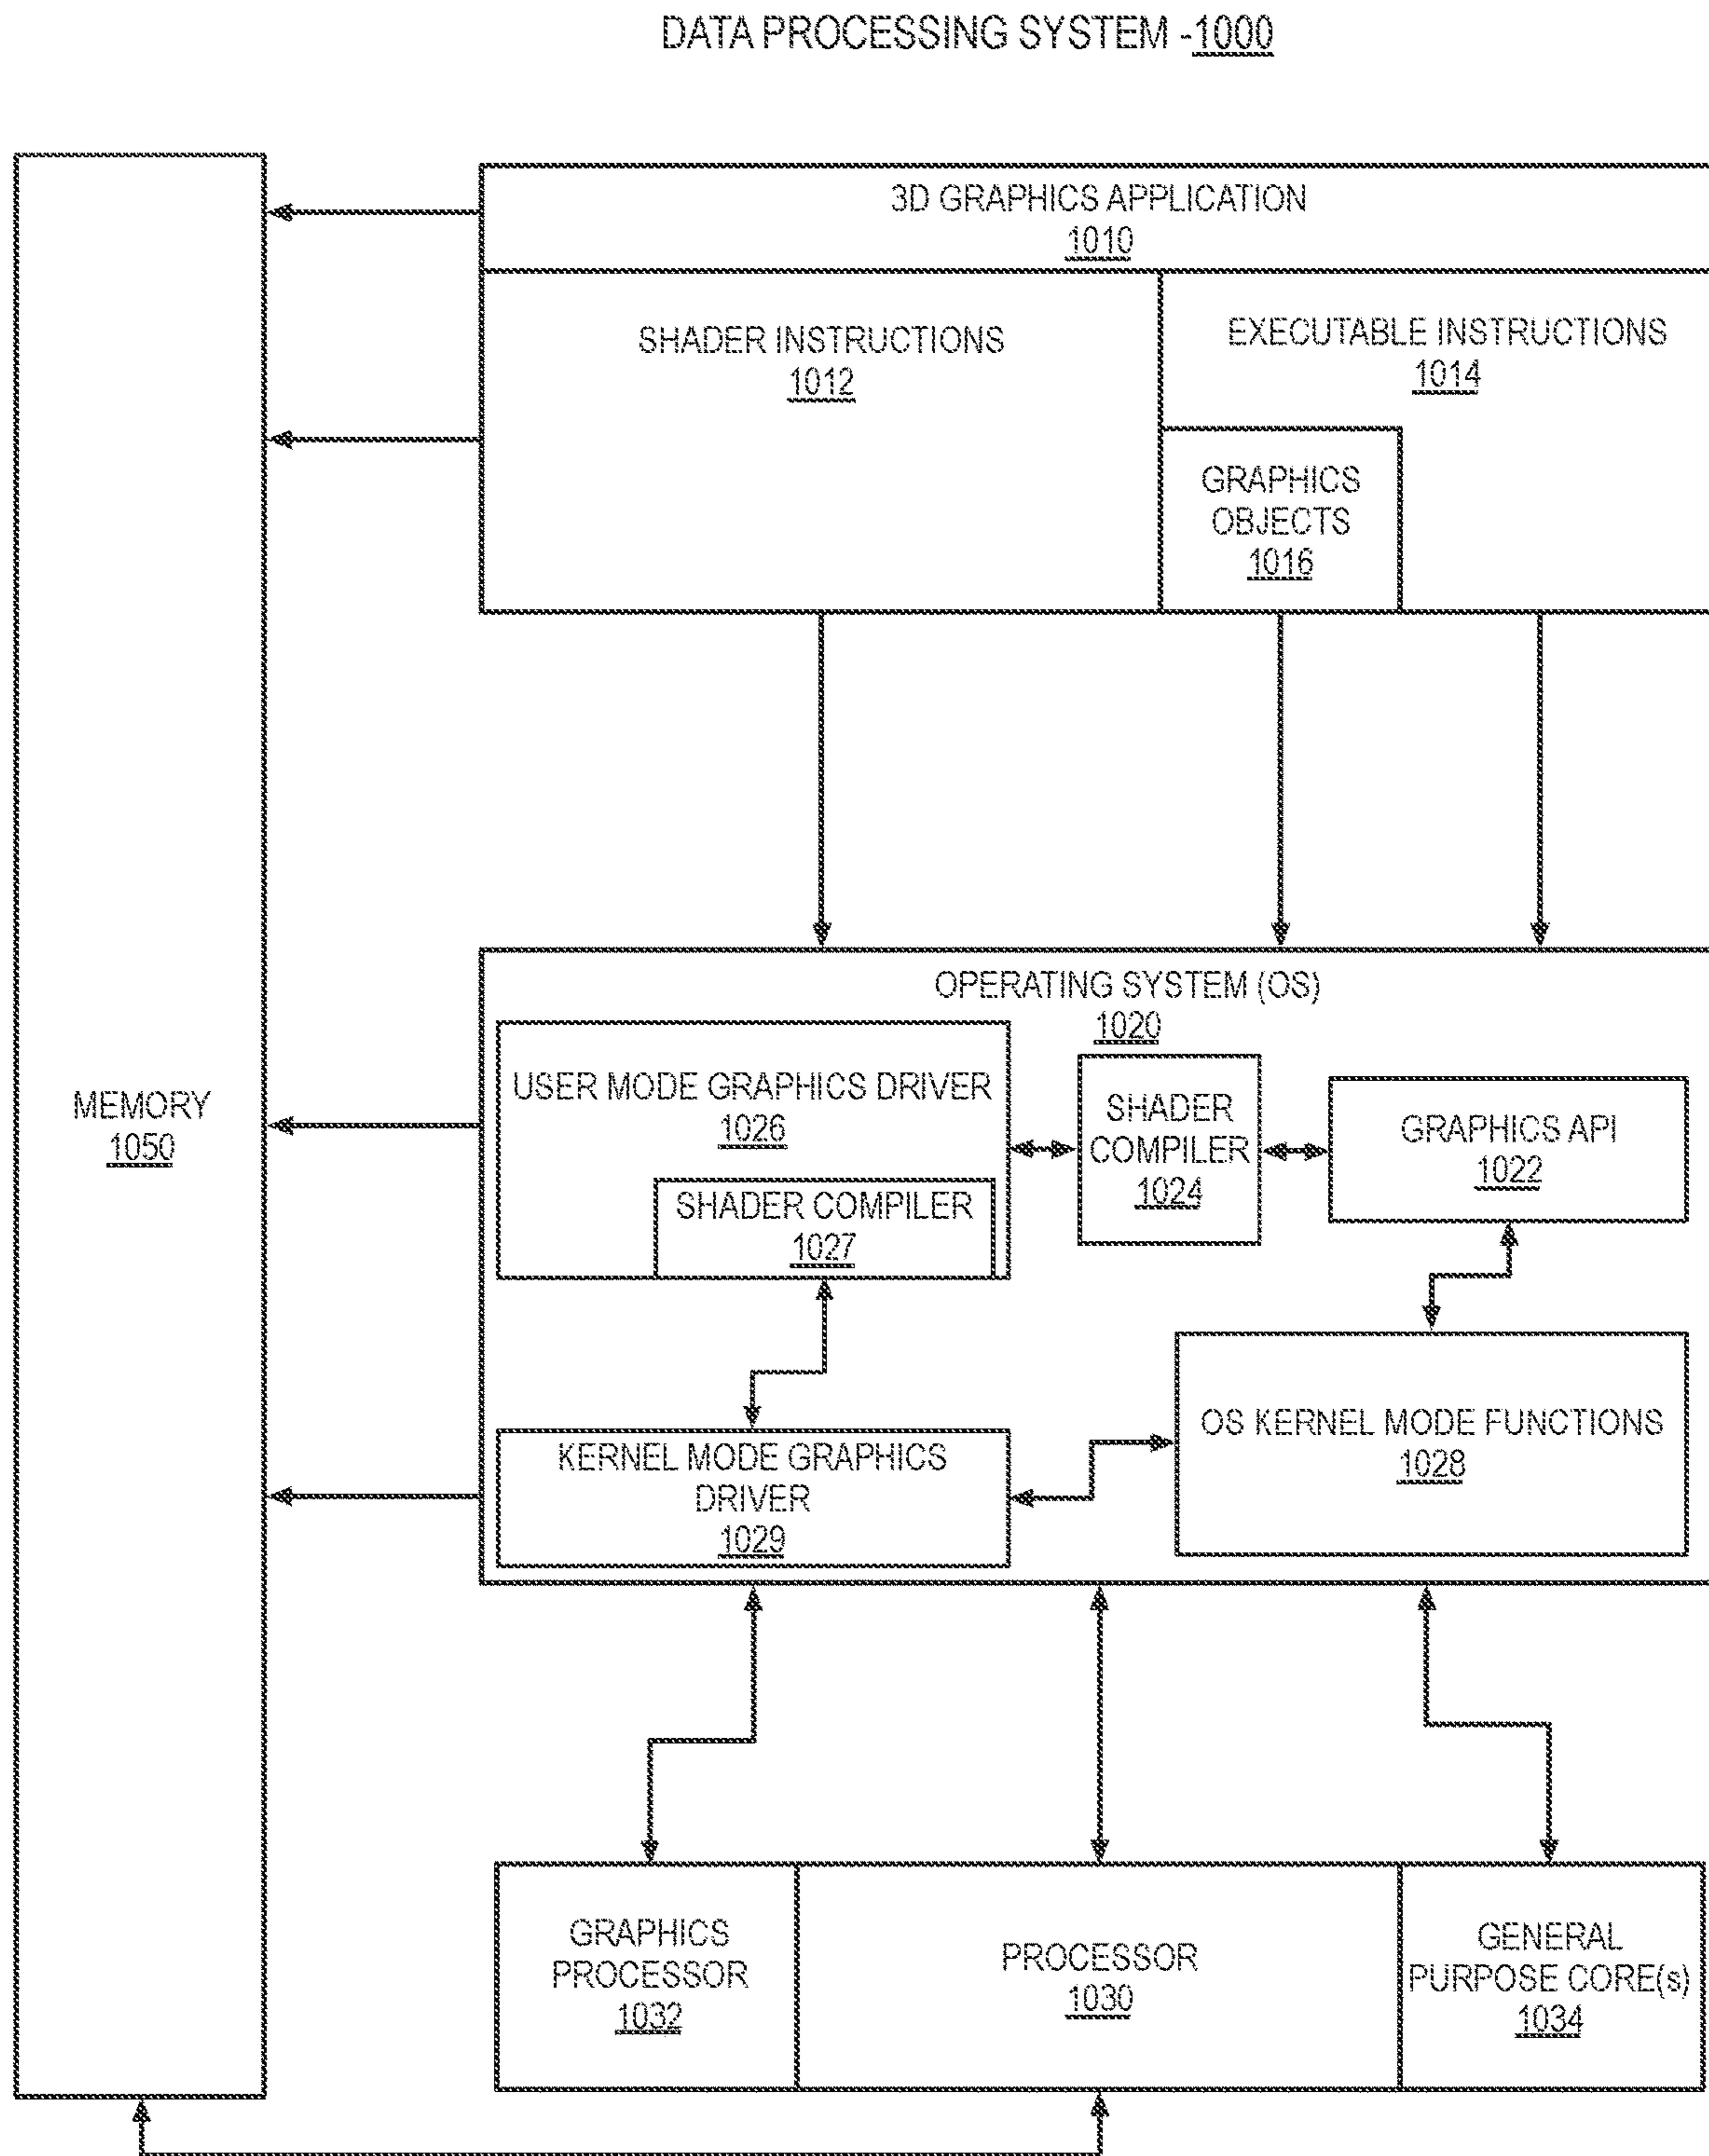 DATA PROCESSING SYSTEM -1000
3D GRAPHICS APPLICATION
1010
SHADER INSTRUCTIONS
1012
EXECUTABLE INSTRUCTIONS
1014
GRAPHICS
OBJECTS
1016
OPERATING SYSTEM (OS)
1020
USER MODE GRAPHICS DRIVER
1026
SHADER COMPILER
1027
SHADER
COMPILER
1024
GRAPHICS API
1022
MEMORY
1050
KERNEL MODE GRAPHICS
DRIVER
1029
OS KERNEL MODE FUNCTIONS
1028
GRAPHICS
PROCESSOR
1032
PROCESSOR
1030
GENERAL
PURPOSE CORE(s)
1034